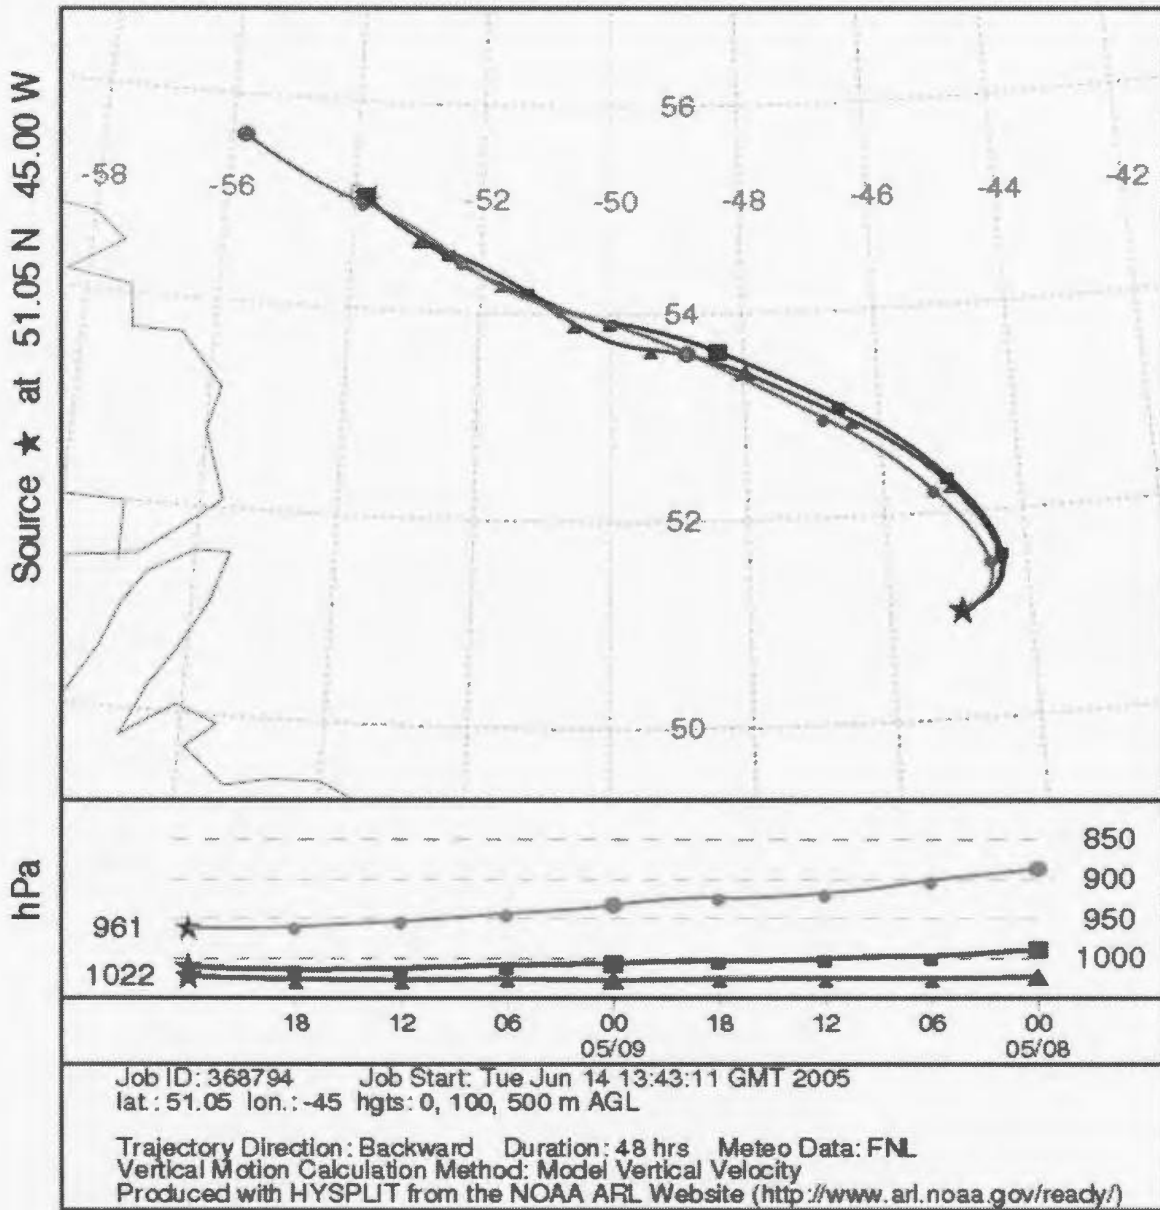 Source ★ at 51.05 N 45.00 W
56
-58 -56 -52 -50 -48 -46 -44 -42
54
52
50
hPa
850
900
961 950
1022 1000
18 12 06 00 18 12 06 00
05/09 05/08
Job ID: 368794 Job Start: Tue Jun 14 13:43:11 GMT 2005
lat.: 51.05 lon.: -45 hgts: 0, 100, 500 m AGL
Trajectory Direction: Backward Duration: 48 hrs Meteo Data: FNL
Vertical Motion Calculation Method: Model Vertical Velocity
Produced with HYSPLIT from the NOAA ARL Website (http://www.arl.noaa.gov/ready/)